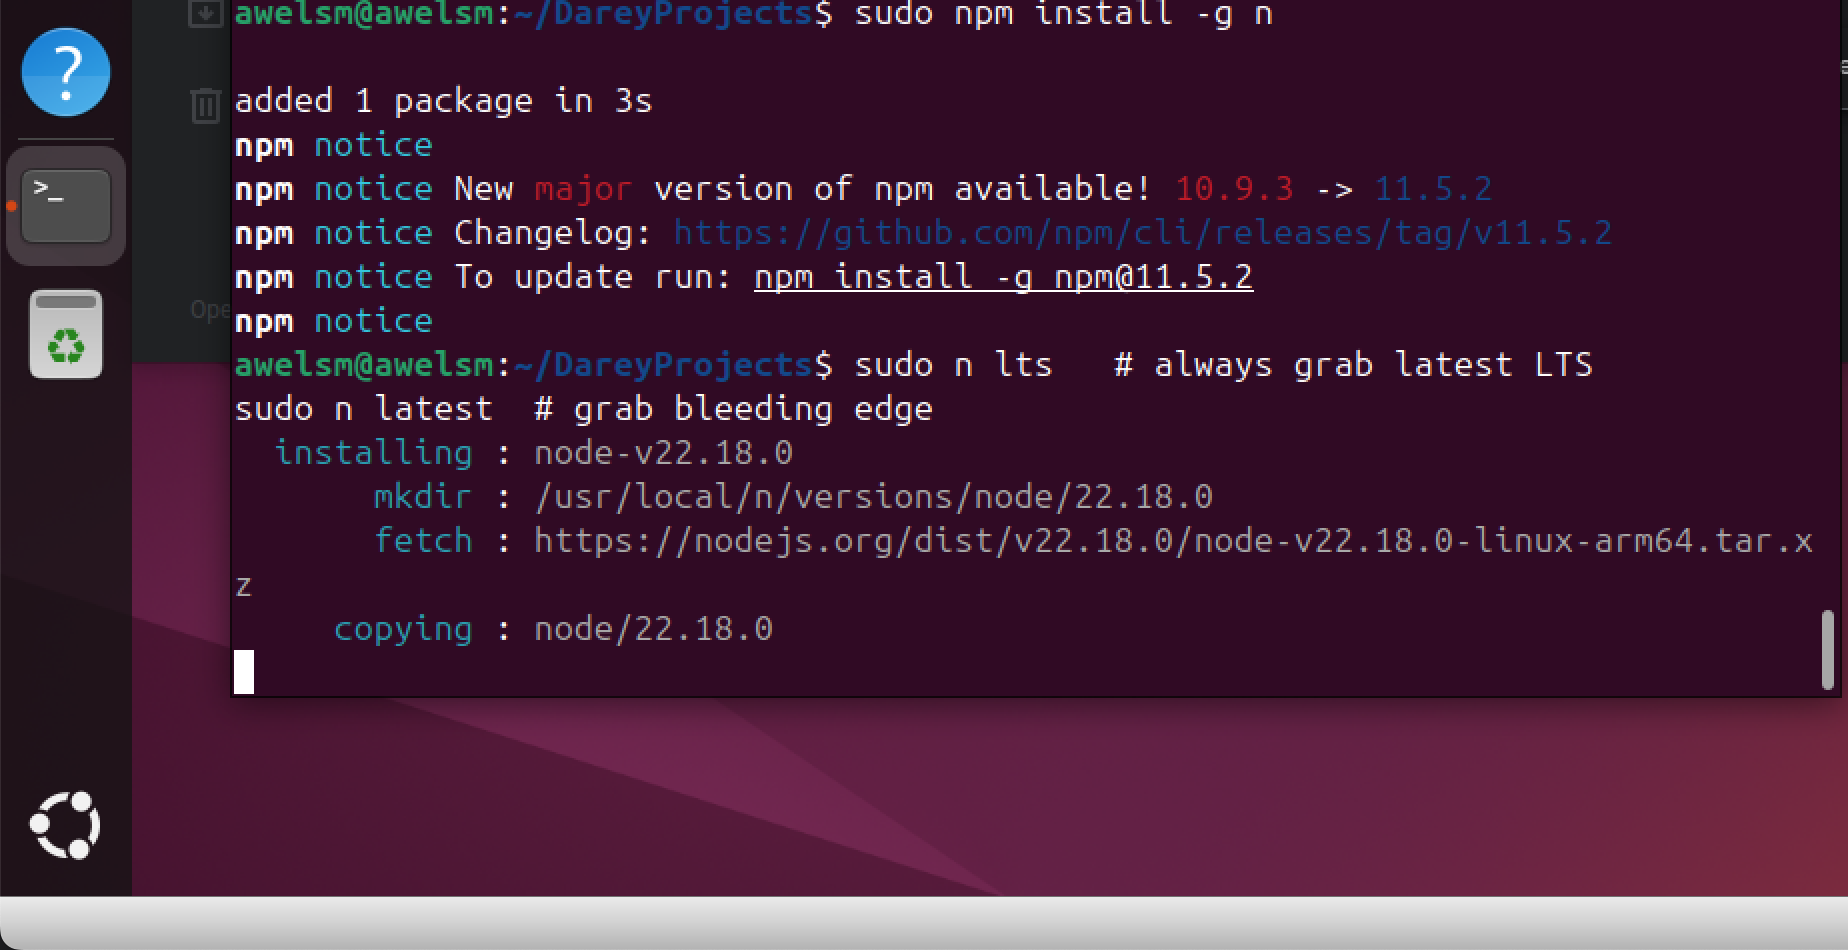 awelsm@awelsm:~/DareyProjects$ sudo npm install -g n
added 1 package in 3s
npm notice
npm notice New major version of npm available! 10.9.3 -> 11.5.2
npm notice Changelog: https://github.com/npm/cli/releases/tag/v11.5.2
npm notice To update run: npm install -g npm@11.5.2
npm notice
awelsm@awelsm:~/DareyProjects$ sudo n lts   # always grab latest LTS
sudo n latest  # grab bleeding edge
  installing : node-v22.18.0
       mkdir : /usr/local/n/versions/node/22.18.0
       fetch : https://nodejs.org/dist/v22.18.0/node-v22.18.0-linux-arm64.tar.x
z
     copying : node/22.18.0